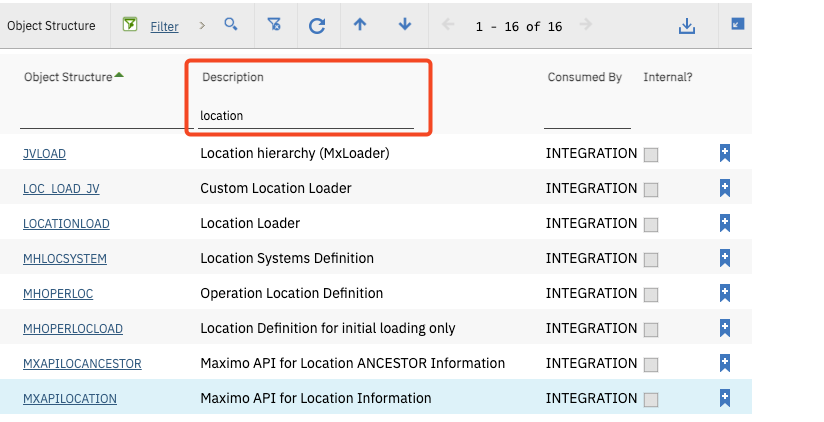 Object Structure Filter > 1 - 16 of 16
Object Structure Description Consumed By Internal?
location
JVLOAD Location hierarchy (MxLoader) INTEGRATION
LOC_LOAD_JV Custom Location Loader INTEGRATION
LOCATIONLOAD Location Loader INTEGRATION
MHLOCSYSTEM Location Systems Definition INTEGRATION
MHOPERLOC Operation Location Definition INTEGRATION
MHOPERLOCLOAD Location Definition for initial loading only INTEGRATION
MXAPILOCANCESTOR Maximo API for Location ANCESTOR Information INTEGRATION
MXAPILOCATION Maximo API for Location Information INTEGRATION